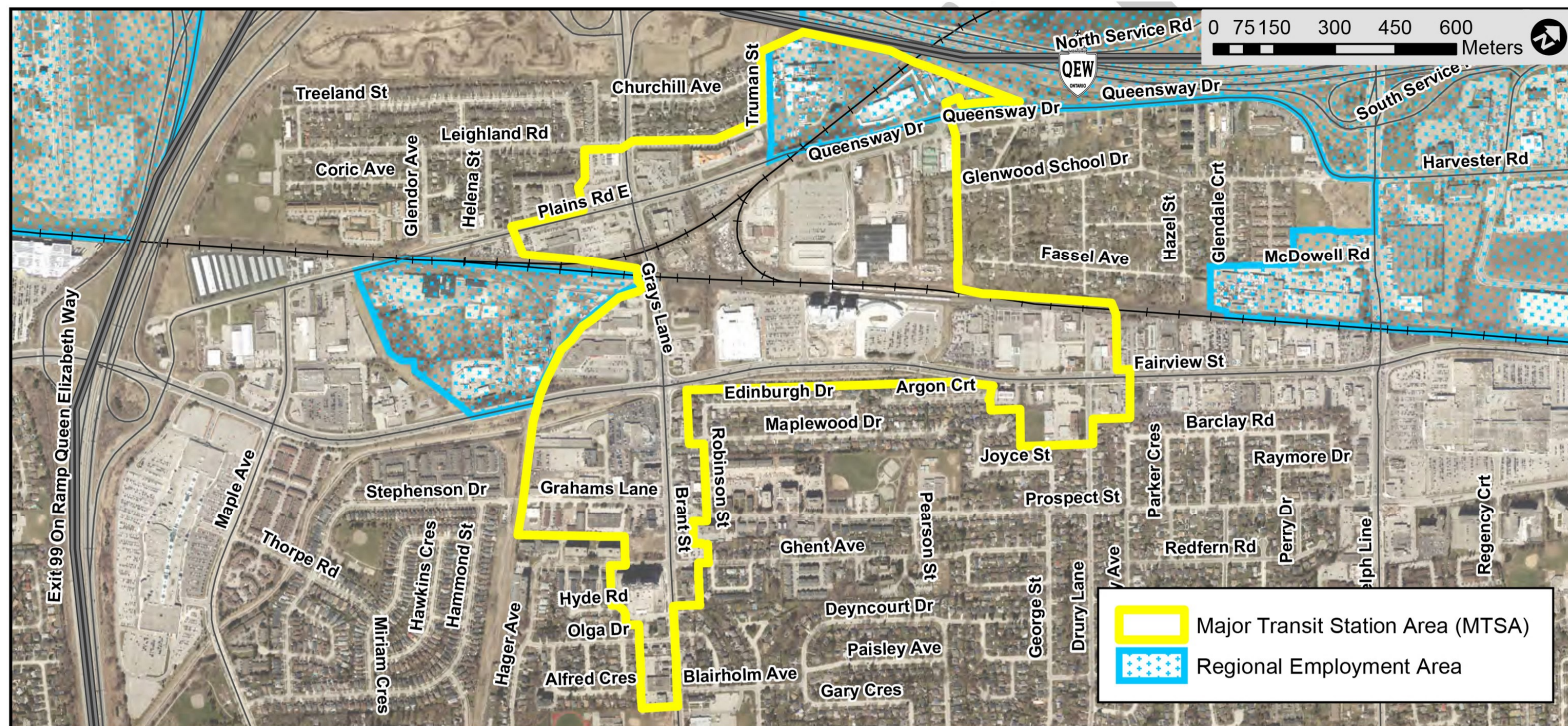 0 75 150 300 450 600
Meters
North Service Rd
QEW
ONTARIO
Queensway Dr
South Service
Truman St
Churchill Ave
Treeland St
Leighland Rd
Queensway Dr
Queensway Dr
Harvester Rd
Coric Ave
Glendor Ave
Helena St
Plains Rd E
Glenwood School Dr
Hazel St
Glendale Crt
Fassel Ave
McDowell Rd
Grays Lane
Exit 99 On Ramp Queen Elizabeth Way
Fairview St
Edinburgh Dr
Argon Crt
Maplewood Dr
Barclay Rd
Robinson St
Joyce St
Raymore Dr
Maple Ave
Stephenson Dr
Grahams Lane
Brant St
Pearson St
Prospect St
Parker Cres
Perry Dr
Regency Crt
Thorpe Rd
Hawkins Cres
Hammond St
Ghent Ave
Redfern Rd
elph Line
y Ave
Hyde Rd
Deyncourt Dr
George St
Drury Lane
Olga Dr
Miriam Cres
Hager Ave
Paisley Ave
Alfred Cres
Blairholm Ave
Gary Cres
Major Transit Station Area (MTSA)
Regional Employment Area